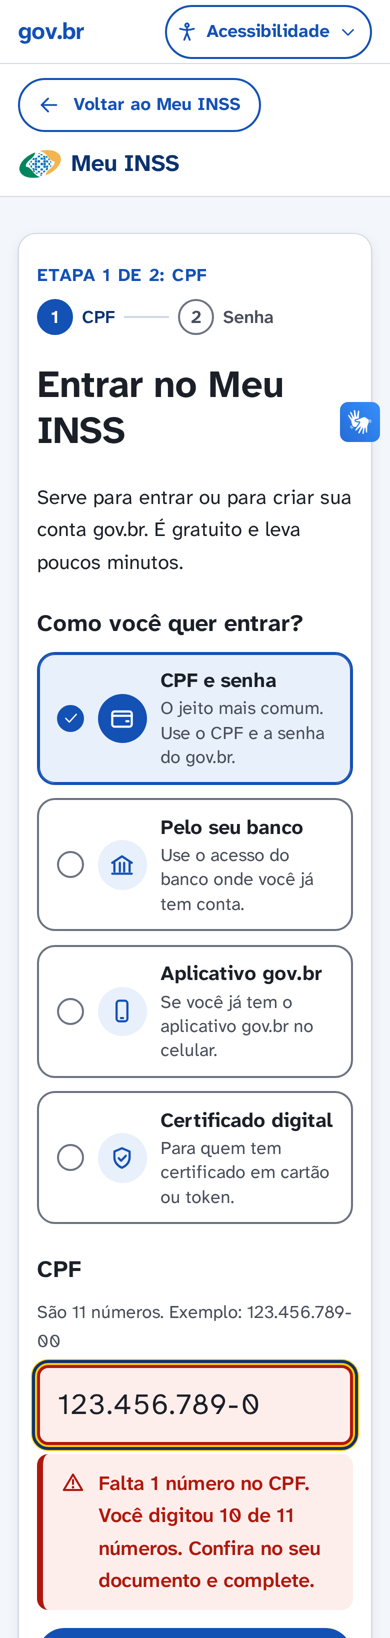 gov.br
Acessibilidade
Voltar ao Meu INSS
Meu INSS
ETAPA 1 DE 2: CPF
1 CPF 2 Senha
Entrar no Meu
INSS
Serve para entrar ou para criar sua
conta gov.br. É gratuito e leva
poucos minutos.
Como você quer entrar?
CPF e senha
O jeito mais comum.
Use o CPF e a senha
do gov.br.
Pelo seu banco
Use o acesso do
banco onde você já
tem conta.
Aplicativo gov.br
Se você já tem o
aplicativo gov.br no
celular.
Certificado digital
Para quem tem
certificado em cartão
ou token.
CPF
São 11 números. Exemplo: 123.456.789-
00
123.456.789-0
Falta 1 número no CPF.
Você digitou 10 de 11
números. Confira no seu
documento e complete.